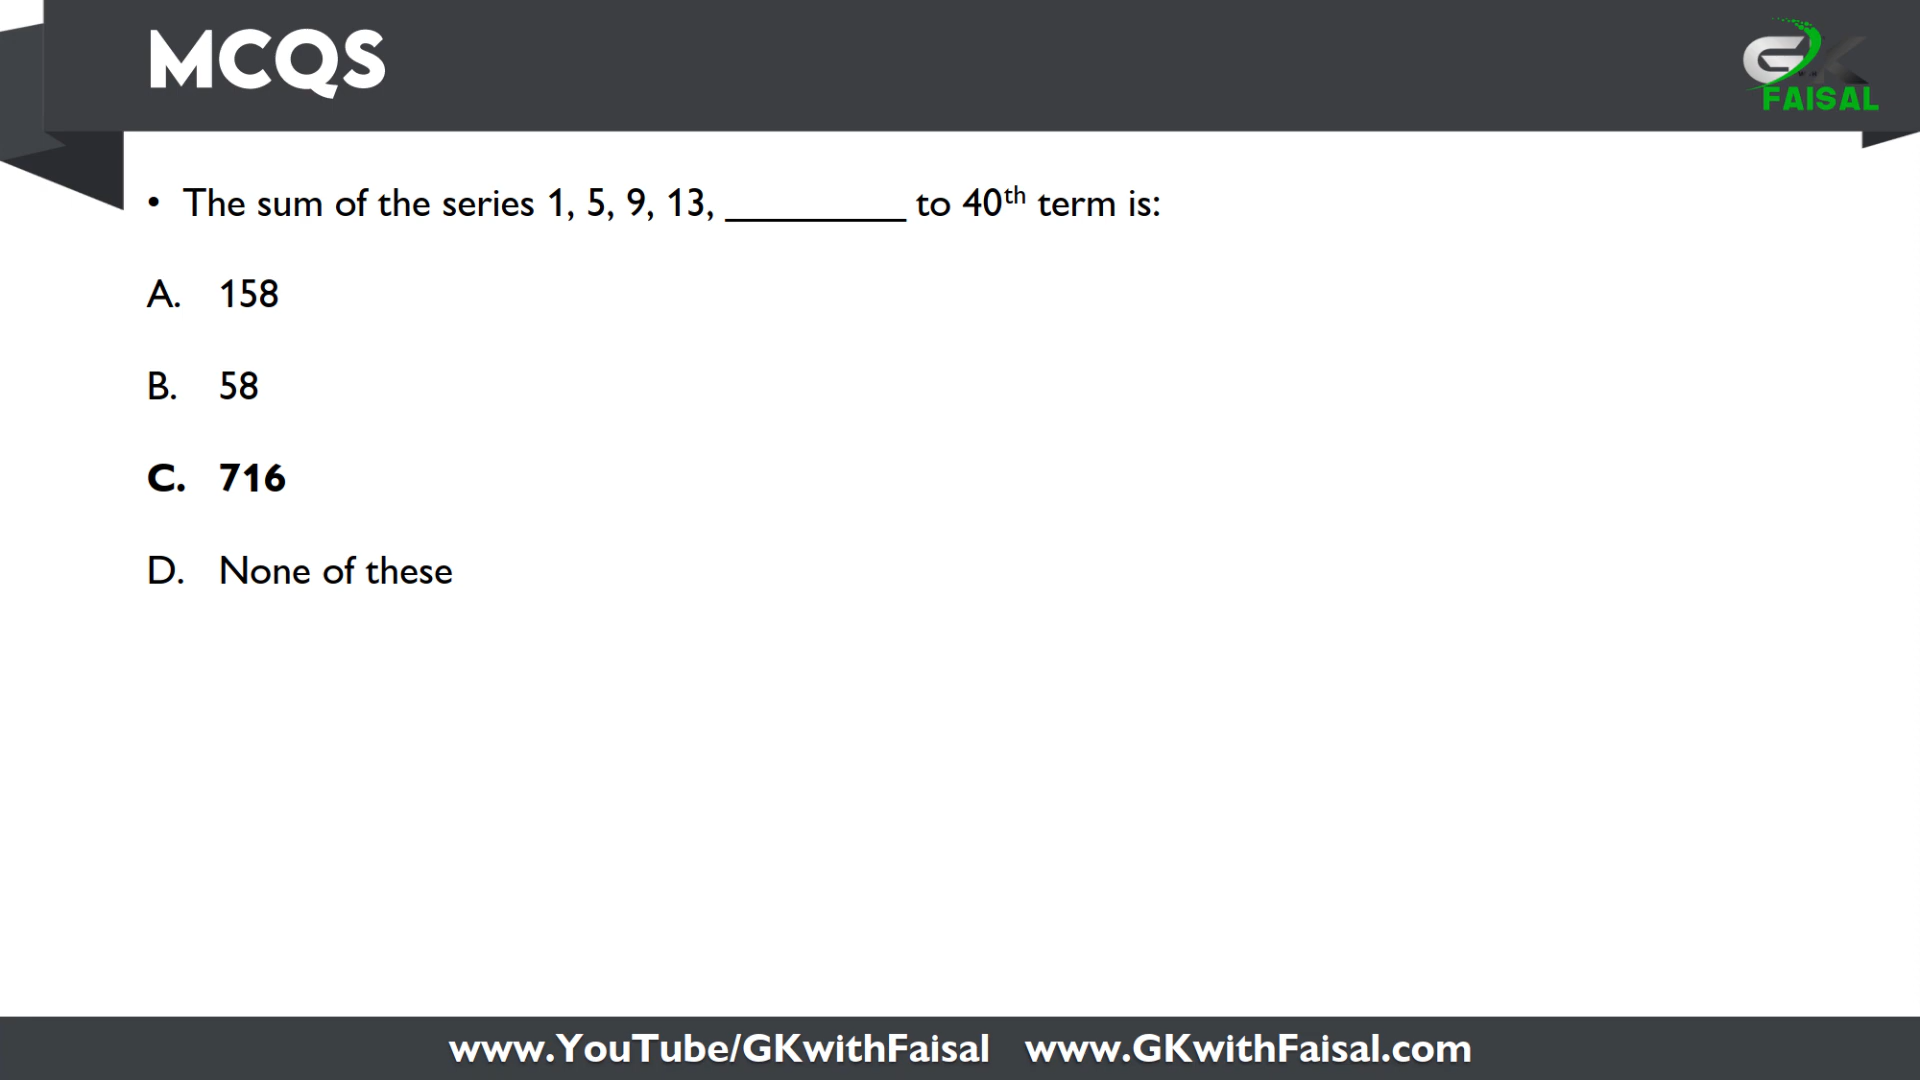 MCQS
GK
FAISAL
• The sum of the series 1, 5, 9, 13, _________ to 40th term is:
A. 158
B. 58
C. 716
D. None of these
www.YouTube/GKwithFaisal www.GKwithFaisal.com